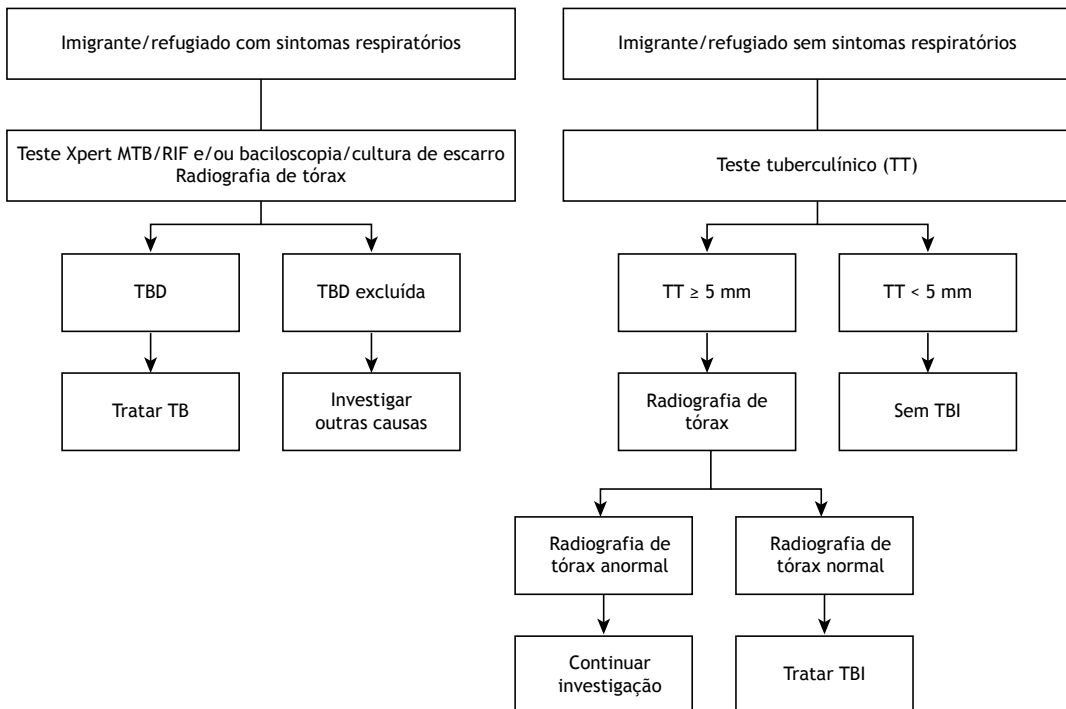 Imigrante/refugiado com sintomas respiratórios
Imigrante/refugiado sem sintomas respiratórios
Teste Xpert MTB/RIF e/ou baciloscopia/cultura de escarro
Radiografia de tórax
Teste tuberculínico (TT)
TBD
TBD excluída
TT ≥ 5 mm
TT < 5 mm
Tratar TB
Investigar
outras causas
Radiografia de
tórax
Sem TBI
Radiografia de
tórax anormal
Radiografia de
tórax normal
Continuar
investigação
Tratar TBI